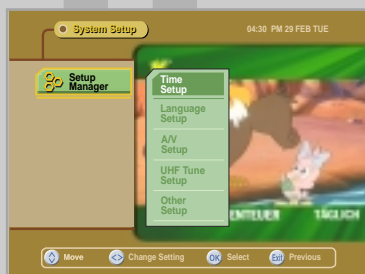 System Setup
04:30 PM 29 FEB TUE
Setup
Manager
Time
Setup
Language
Setup
A/V
Setup
UHF Tune
Setup
Other
Setup
ENTEUER TÄGLICH
Move
Change Setting
OK Select
Exit Previous